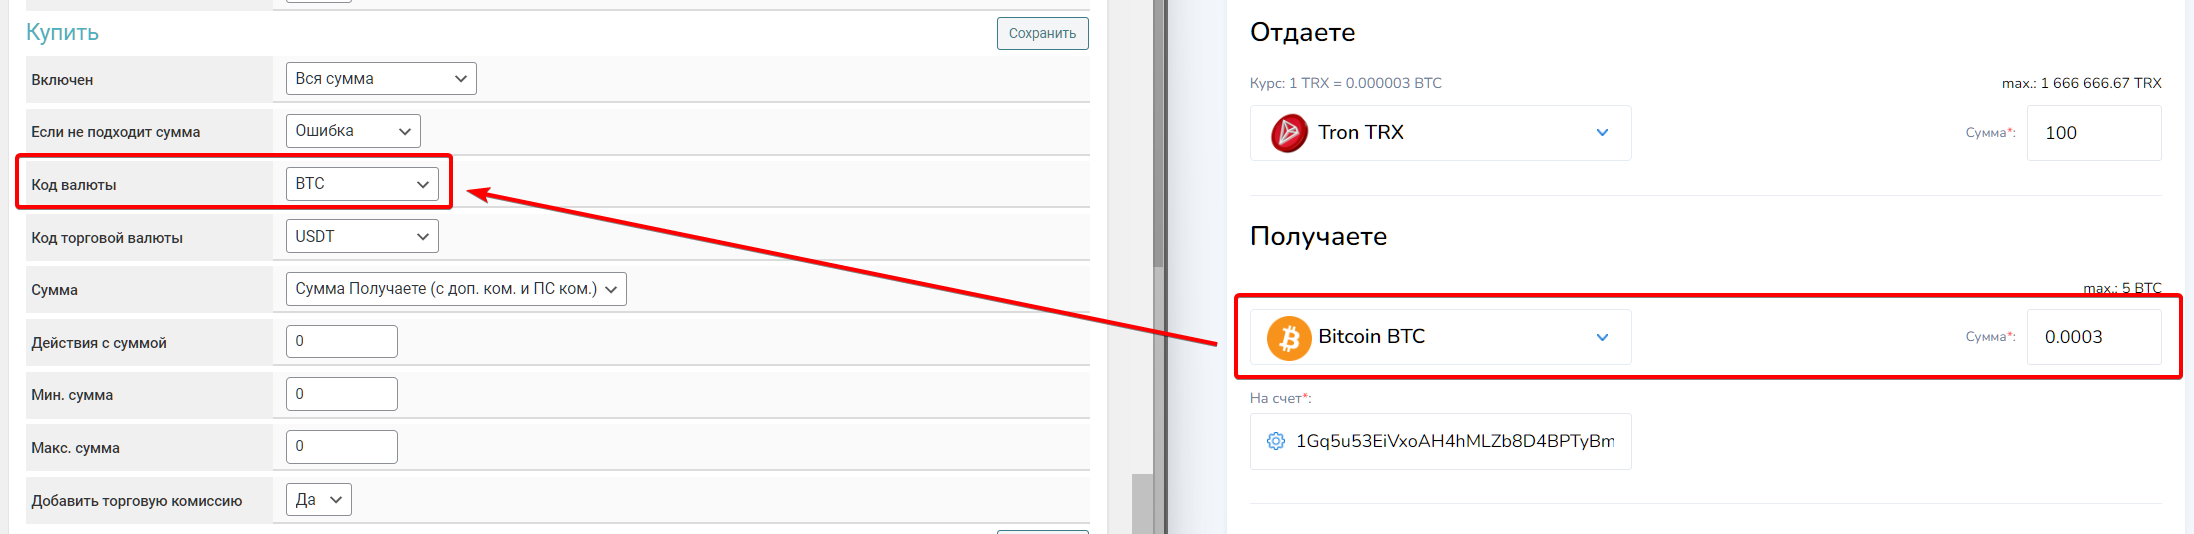 Купить
Сохранить
Включен
Вся сумма
Если не подходит сумма
Ошибка
Код валюты
BTC
Код торговой валюты
USDT
Сумма
Сумма Получаете (с доп. ком. и ПС ком.)
Действия с суммой
0
Мин. сумма
0
Макс. сумма
0
Добавить торговую комиссию
Да
Отдаете
Курс: 1 TRX = 0.000003 BTC
max.: 1 666 666.67 TRX
Tron TRX
Сумма*:
100
Получаете
max.: 5 BTC
Bitcoin BTC
Сумма*:
0.0003
На счет*:
1Gq5u53EiVxoAH4hMLZb8D4BPTyBm